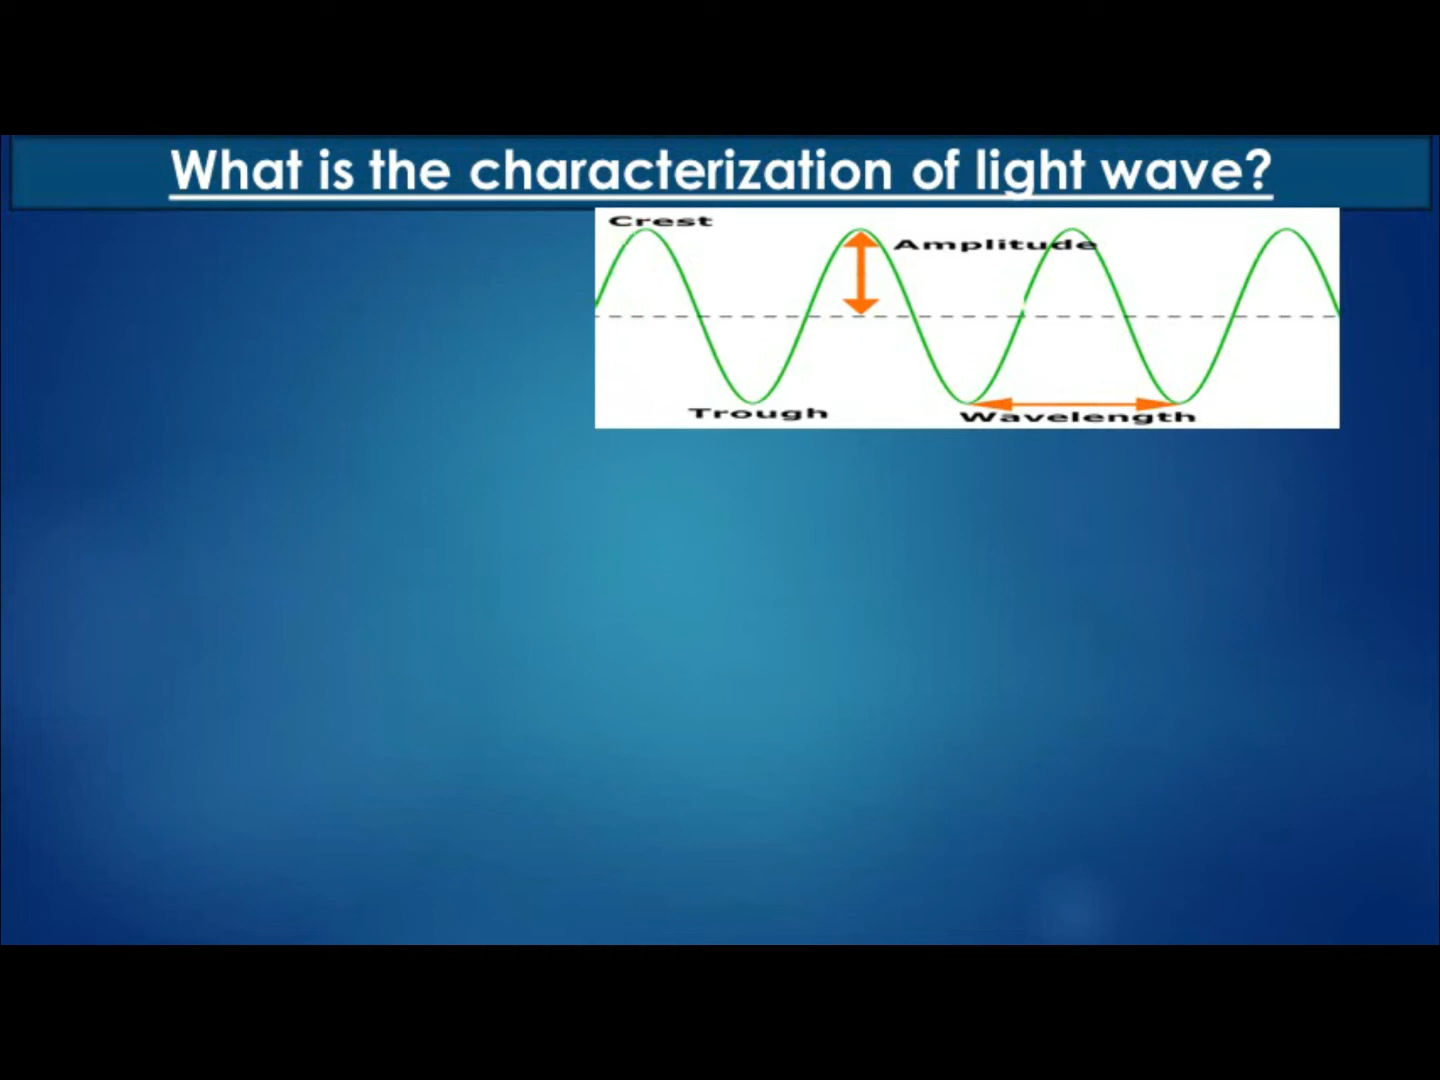 What is the characterization of light wave?
Crest
Amplitude
Trough
Wavelength